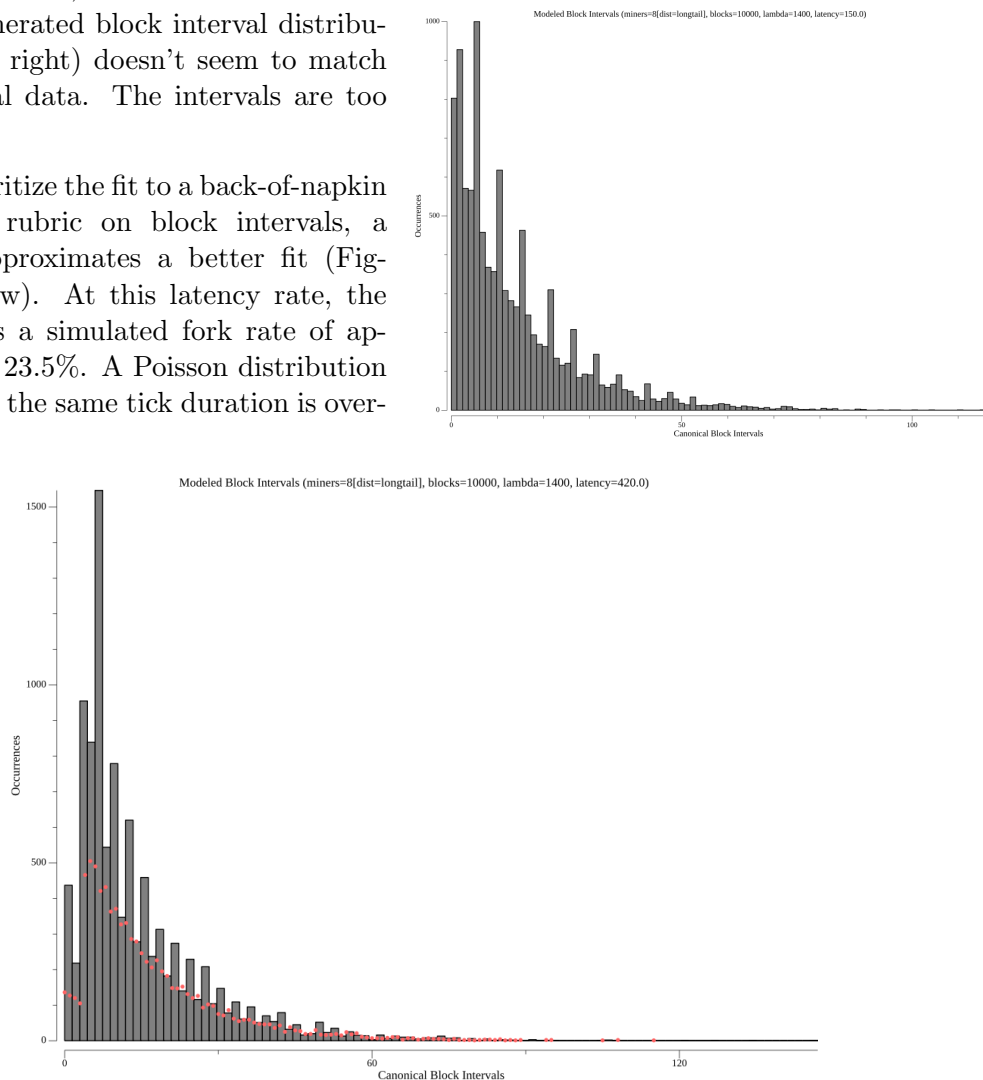 nerated block interval distribu-
right) doesn't seem to match
al data. The intervals are too
ritize the fit to a back-of-napkin
rubric on block intervals, a
pproximates a better fit (Fig-
w). At this latency rate, the
s a simulated fork rate of ap-
23.5%. A Poisson distribution
the same tick duration is over-
Modeled Block Intervals (miners=8[dist=longtail], blocks=10000, lambda=1400, latency=150.0)
1000
500
0
Occurrences
0 50 100
Canonical Block Intervals
Modeled Block Intervals (miners=8[dist=longtail], blocks=10000, lambda=1400, latency=420.0)
1500
1000
500
0
Occurrences
0 60 120
Canonical Block Intervals